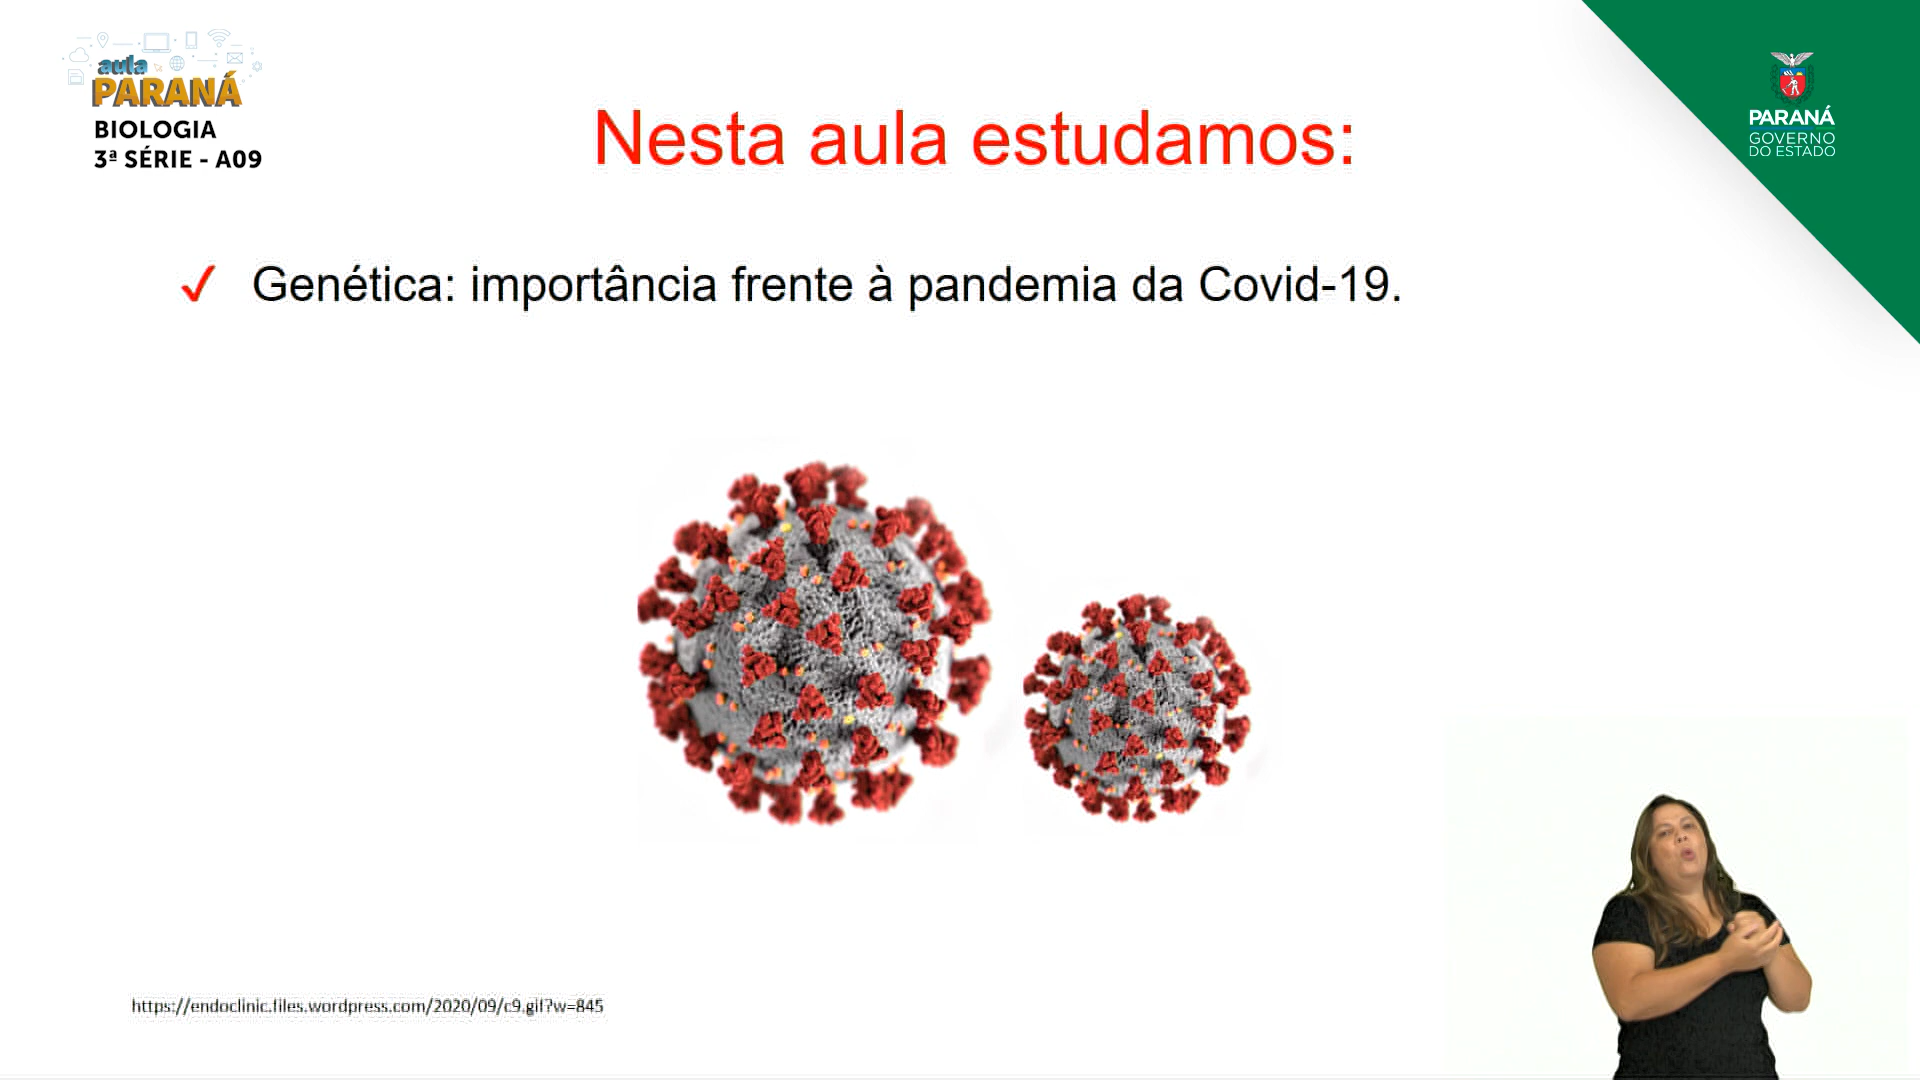 aula
PARANÁ
BIOLOGIA
3ª SÉRIE - A09
Nesta aula estudamos:
PARANÁ
GOVERNO
DO ESTADO
✓ Genética: importância frente à pandemia da Covid-19.
https://endoclinic.files.wordpress.com/2020/09/c9.gif?w=845